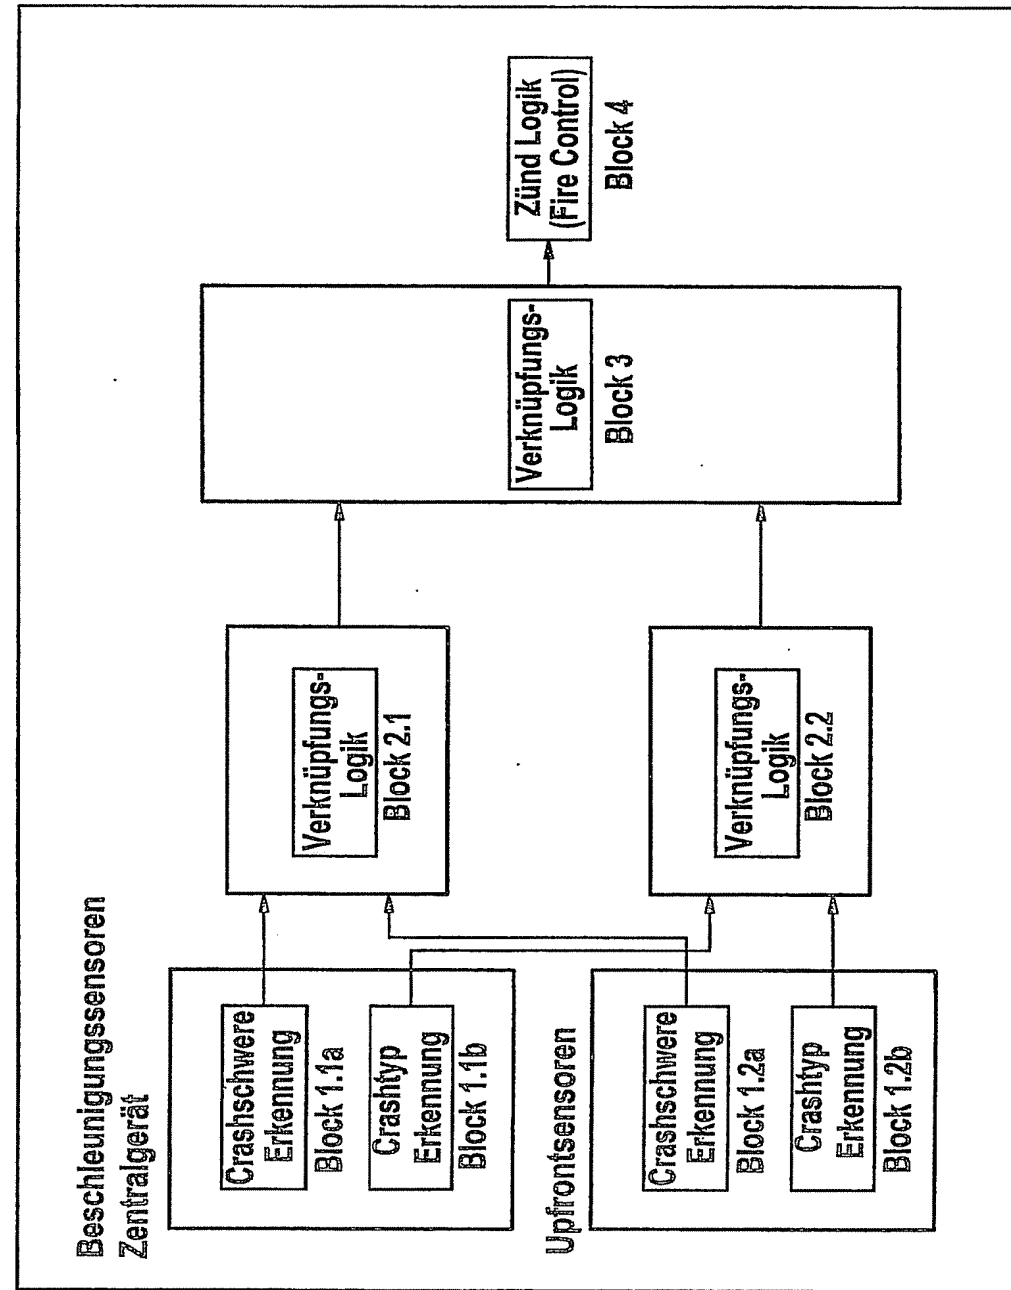 Beschleunigungssensoren
Zentralgerät
Crashschwere
Erkennung
Block 1.1a
Crashtyp
Erkennung
Block 1.1b
Upfrontsensoren
Crashschwere
Erkennung
Block 1.2a
Crashtyp
Erkennung
Block 1.2b
Verknüpfungs-
Logik
Block 2.1
Verknüpfungs-
Logik
Block 2.2
Verknüpfungs-
Logik
Block 3
Zünd Logik
(Fire Control)
Block 4